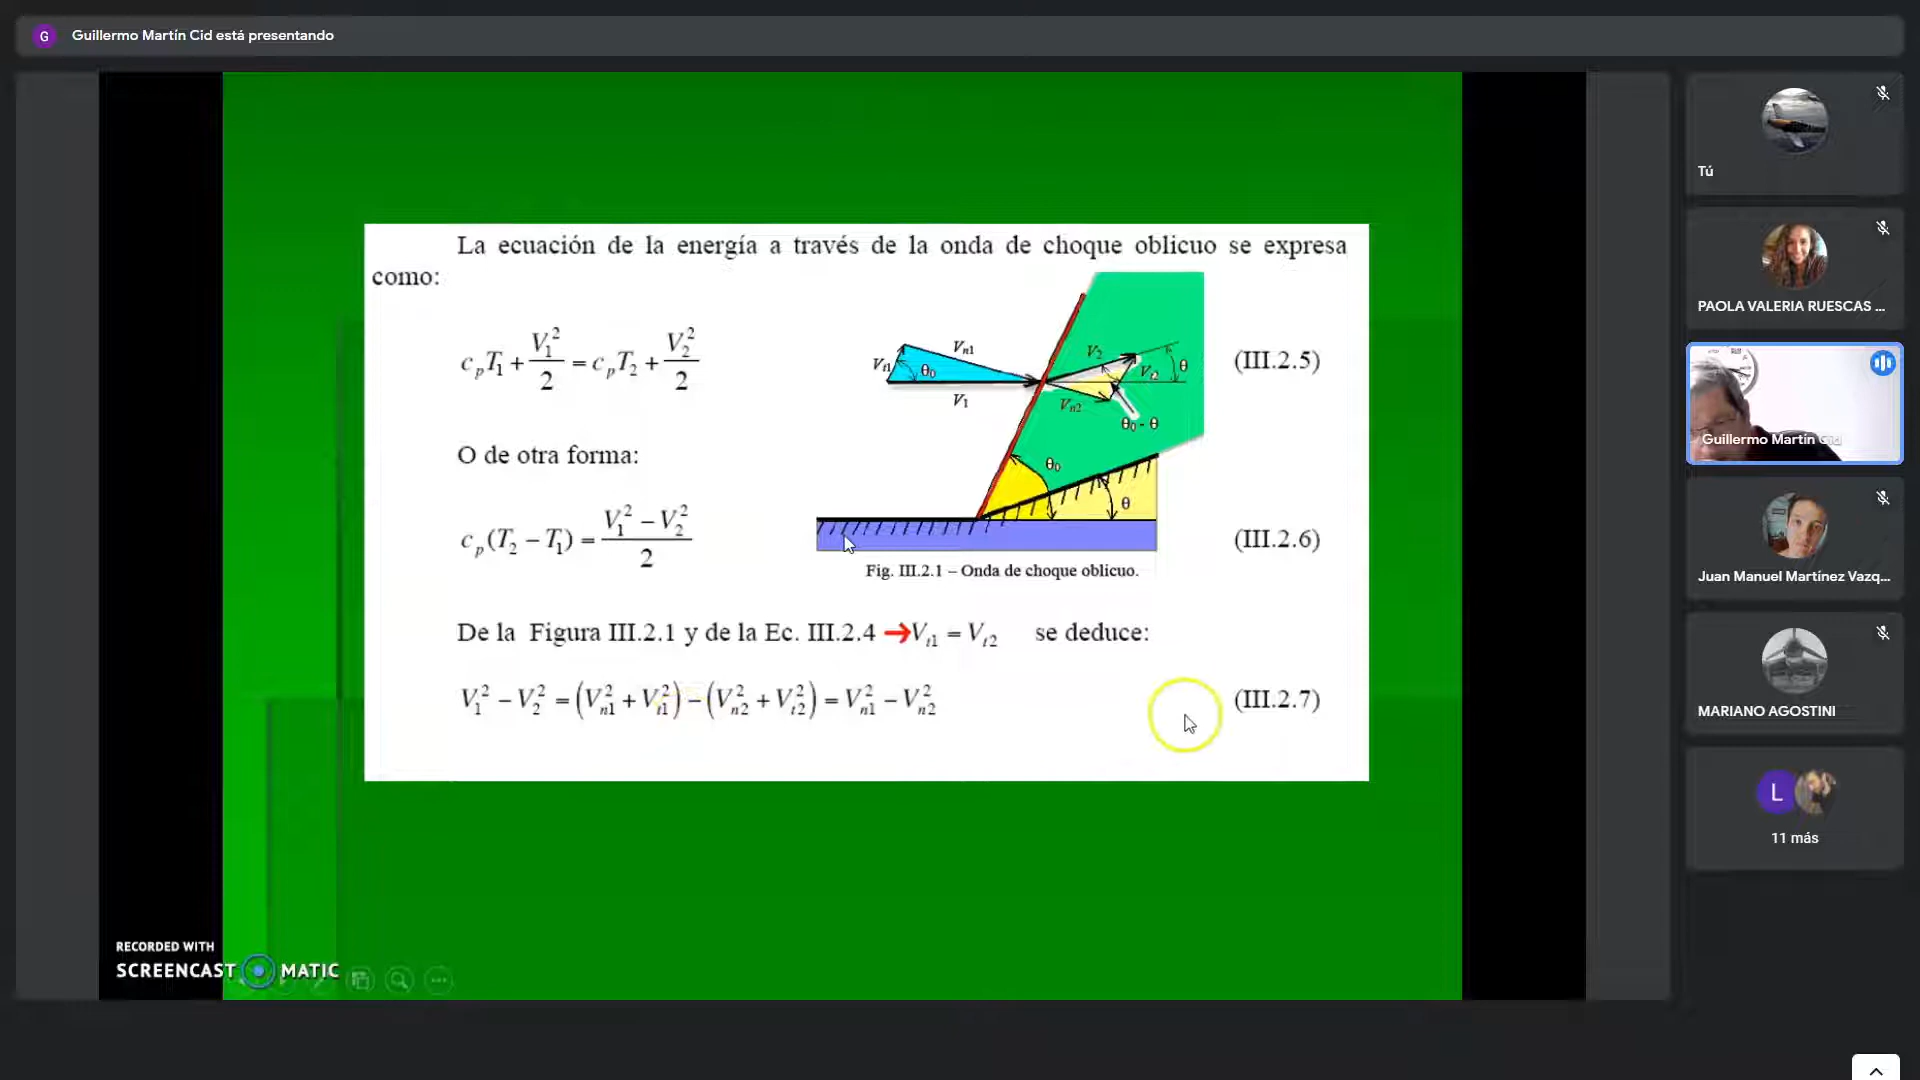 G Guillermo Martín Cid está presentando
La ecuación de la energía a través de la onda de choque oblicuo se expresa
como:
c_p T_1 + V_1^2 / 2 = c_p T_2 + V_2^2 / 2
(III.2.5)
V_t1 θ_0 V_n1 V_1
V_2 V_t2 θ
V_n2 θ_0 - θ
θ_0
θ
O de otra forma:
c_p (T_2 − T_1) = (V_1^2 − V_2^2) / 2
(III.2.6)
Fig. III.2.1 – Onda de choque oblicuo.
De la Figura III.2.1 y de la Ec. III.2.4 → V_t1 = V_t2 se deduce:
V_1^2 − V_2^2 = (V_n1^2 + V_t1^2) − (V_n2^2 + V_t2^2) = V_n1^2 − V_n2^2 (III.2.7)
RECORDED WITH
SCREENCAST MATIC
Tú
PAOLA VALERIA RUESCAS ...
Guillermo Martín Cid
Juan Manuel Martínez Vazq...
MARIANO AGOSTINI
L
11 más